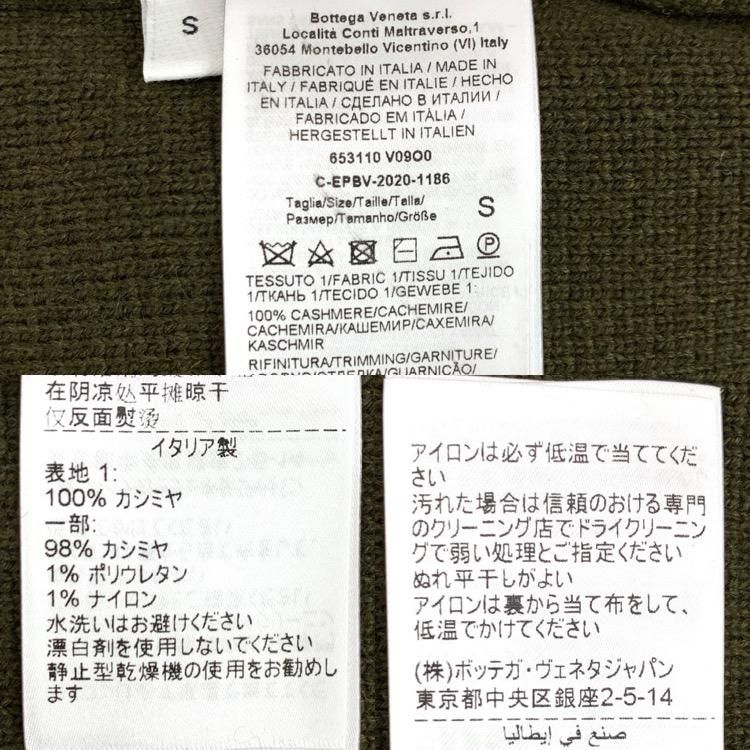 S
Bottega Veneta s.r.l.
Località Conti Maltraverso,1
36054 Montebello Vicentino (VI) Italy
FABBRICATO IN ITALIA / MADE IN
ITALY / FABRIQUÉ EN ITALIE / HECHO
EN ITALIA / СДЕЛАНО В ИТАЛИИ /
FABRICADO EM ITÀLIA /
HERGESTELLT IN ITALIEN
653110 V09O0
C-EPBV-2020-1186
Taglia/Size/Taille/Talla/
Размер/Tamanho/Größe
S
TESSUTO 1/FABRIC 1/TISSU 1/TEJIDO
1/ТКАНЬ 1/TECIDO 1/GEWEBE 1:
100% CASHMERE/CACHEMIRE/
CACHEMIRA/КАШЕМИР/CAXEMIRA/
KASCHMIR
RIFINITURA/TRIMMING/GARNITURE/
在阴凉处平摊晾干
仅反面熨烫
イタリア製
表地 1:
100% カシミヤ
一部:
98% カシミヤ
1% ポリウレタン
1% ナイロン
水洗いはお避けください
漂白剤を使用しないでください
静止型乾燥機の使用をお勧めし
ます
アイロンは必ず低温で当ててくだ
さい
汚れた場合は信頼のおける専門
のクリーニング店でドライクリーニン
グで弱い処理とご指定ください
ぬれ平干しがよい
アイロンは裏から当て布をして、
低温でかけてください
(株)ボッテガ・ヴェネタジャパン
東京都中央区銀座2-5-14
صنع في إيطاليا